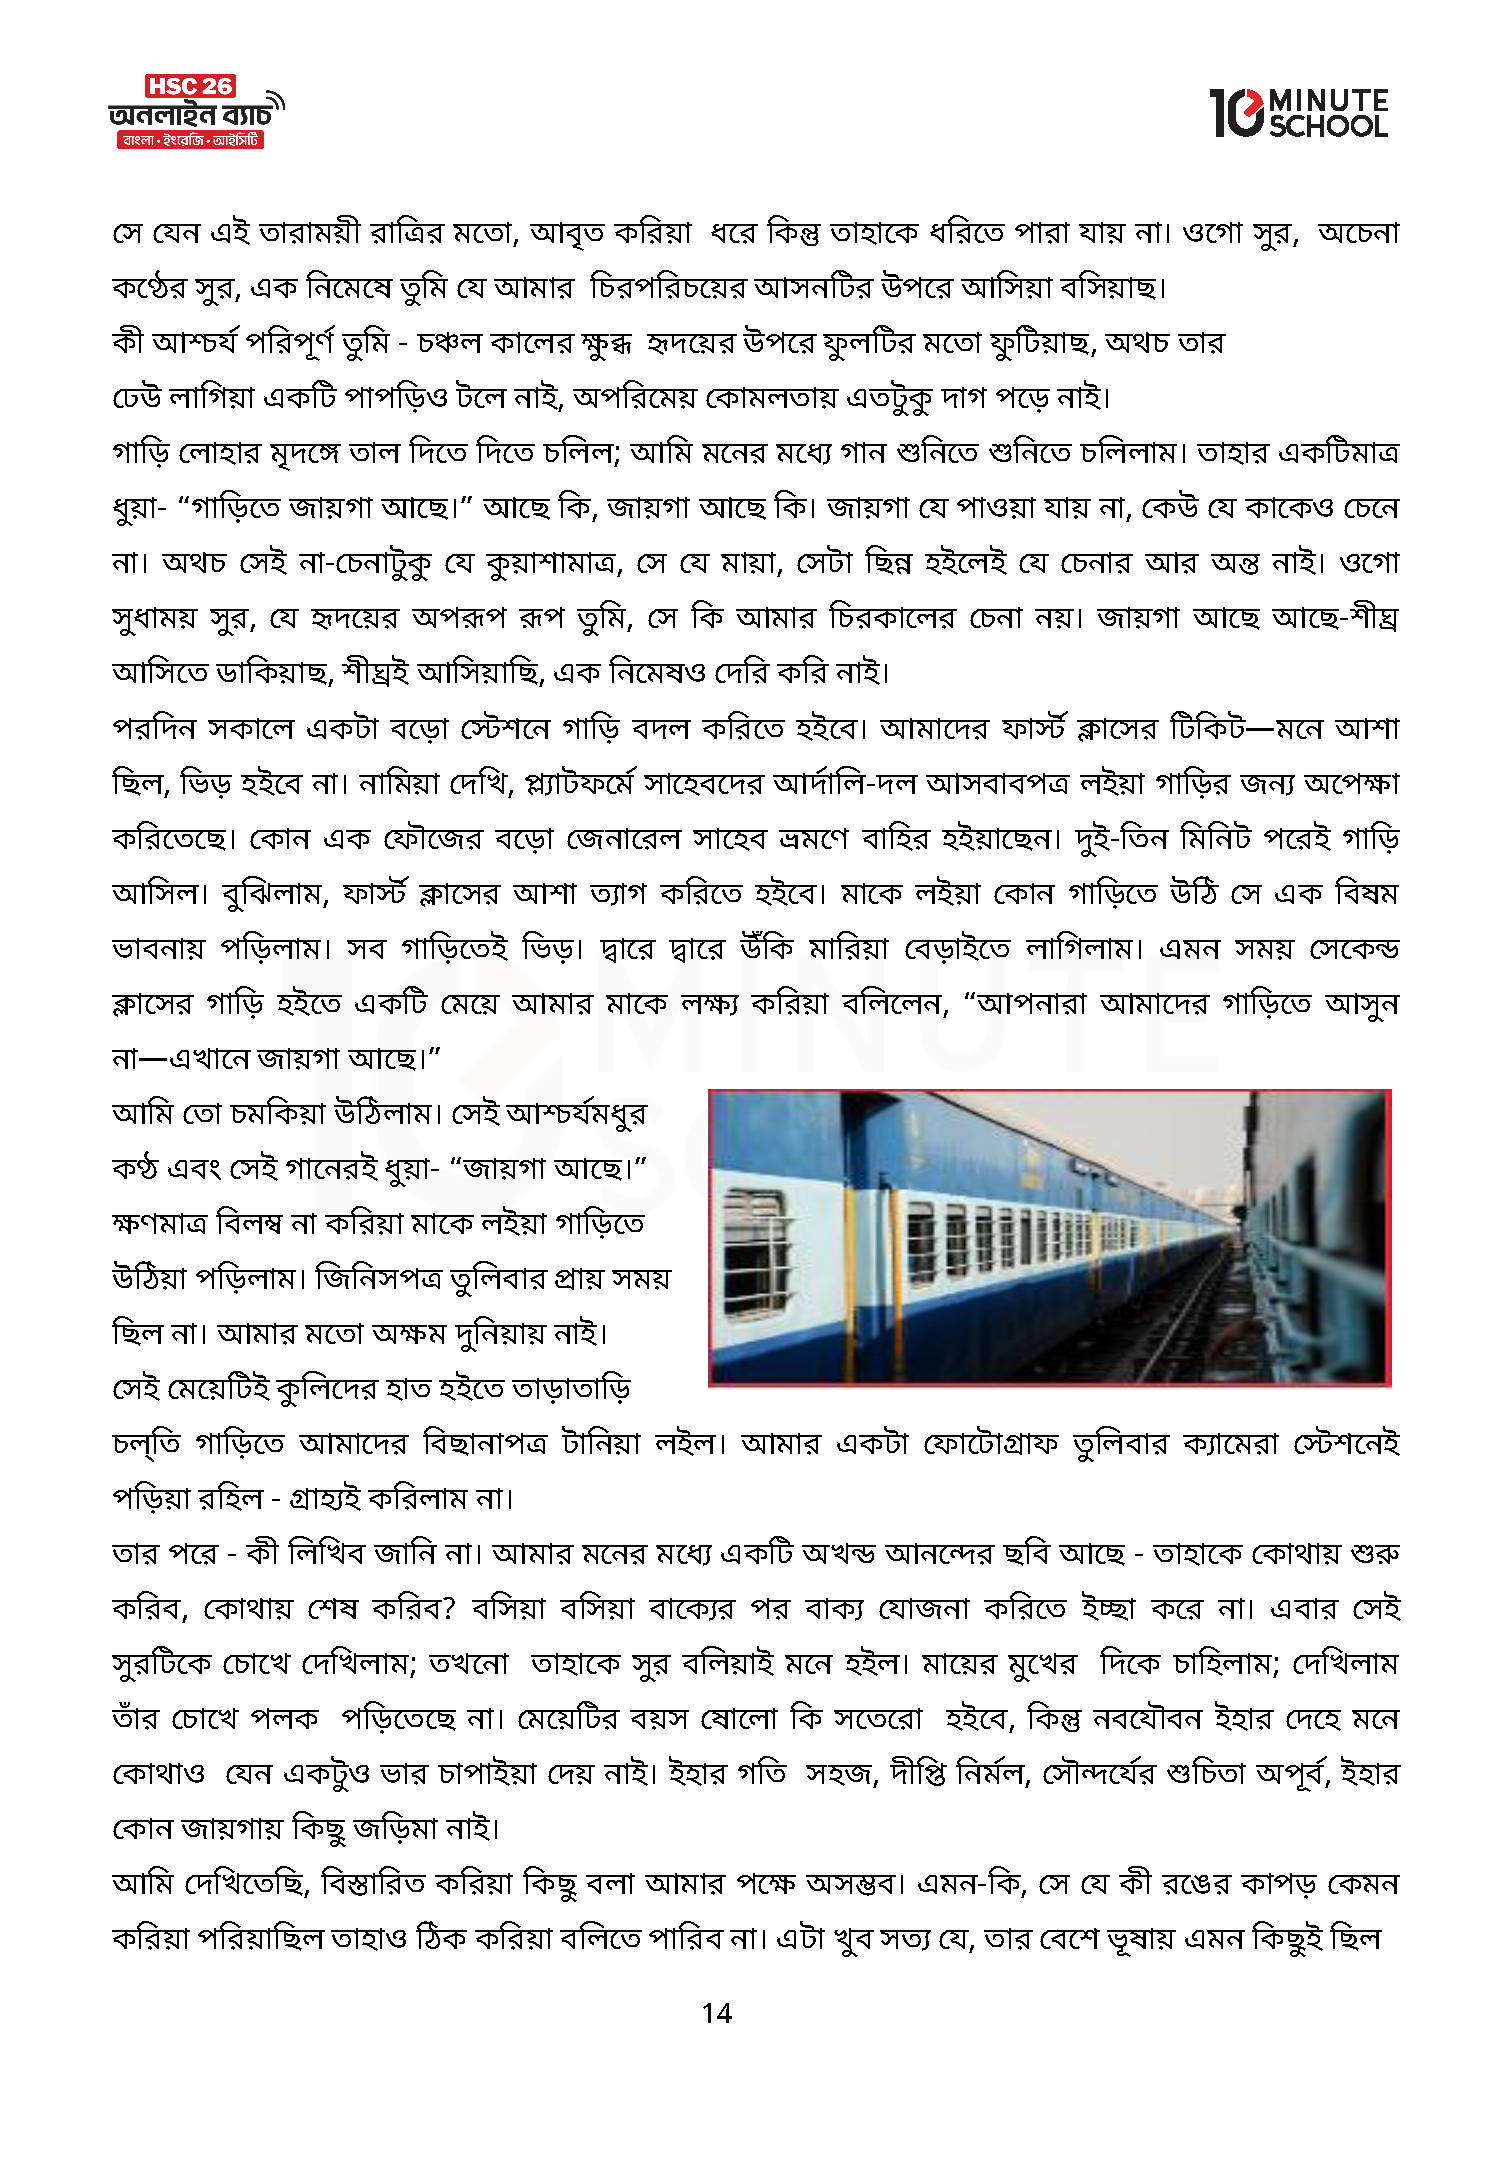 HSC 26
অনলাইন ব্যাচ
বাংলা • ইংরেজি • আইসিটি
10 MINUTE SCHOOL
সে যেন এই তারাময়ী রাত্রির মতো, আবৃত করিয়া ধরে কিন্তু তাহাকে ধরিতে পারা যায় না। ওগো সুর, অচেনা
কণ্ঠের সুর, এক নিমেষে তুমি যে আমার চিরপরিচয়ের আসনটির উপরে আসিয়া বসিয়াছ।
কী আশ্চর্য পরিপূর্ণ তুমি - চঞ্চল কালের ক্ষুব্ধ হৃদয়ের উপরে ফুলটির মতো ফুটিয়াছ, অথচ তার
ঢেউ লাগিয়া একটি পাপড়িও টলে নাই, অপরিমেয় কোমলতায় এতটুকু দাগ পড়ে নাই।
গাড়ি লোহার মৃদঙ্গে তাল দিতে দিতে চলিল; আমি মনের মধ্যে গান শুনিতে শুনিতে চলিলাম। তাহার একটিমাত্র
ধুয়া- “গাড়িতে জায়গা আছে।” আছে কি, জায়গা আছে কি। জায়গা যে পাওয়া যায় না, কেউ যে কাকেও চেনে
না। অথচ সেই না-চেনাটুকু যে কুয়াশামাত্র, সে যে মায়া, সেটা ছিন্ন হইলেই যে চেনার আর অন্ত নাই। ওগো
সুধাময় সুর, যে হৃদয়ের অপরূপ রূপ তুমি, সে কি আমার চিরকালের চেনা নয়। জায়গা আছে আছে-শীঘ্র
আসিতে ডাকিয়াছ, শীঘ্রই আসিয়াছি, এক নিমেষও দেরি করি নাই।
পরদিন সকালে একটা বড়ো স্টেশনে গাড়ি বদল করিতে হইবে। আমাদের ফার্স্ট ক্লাসের টিকিট—মনে আশা
ছিল, ভিড় হইবে না। নামিয়া দেখি, প্ল্যাটফর্মে সাহেবদের আর্দালি-দল আসবাবপত্র লইয়া গাড়ির জন্য অপেক্ষা
করিতেছে। কোন এক ফৌজের বড়ো জেনারেল সাহেব ভ্রমণে বাহির হইয়াছেন। দুই-তিন মিনিট পরেই গাড়ি
আসিল। বুঝিলাম, ফার্স্ট ক্লাসের আশা ত্যাগ করিতে হইবে। মাকে লইয়া কোন গাড়িতে উঠি সে এক বিষম
ভাবনায় পড়িলাম। সব গাড়িতেই ভিড়। দ্বারে দ্বারে উঁকি মারিয়া বেড়াইতে লাগিলাম। এমন সময় সেকেন্ড
ক্লাসের গাড়ি হইতে একটি মেয়ে আমার মাকে লক্ষ্য করিয়া বলিলেন, “আপনারা আমাদের গাড়িতে আসুন
না—এখানে জায়গা আছে।”
আমি তো চমকিয়া উঠিলাম। সেই আশ্চর্যমধুর
কণ্ঠ এবং সেই গানেরই ধুয়া- “জায়গা আছে।”
ক্ষণমাত্র বিলম্ব না করিয়া মাকে লইয়া গাড়িতে
উঠিয়া পড়িলাম। জিনিসপত্র তুলিবার প্রায় সময়
ছিল না। আমার মতো অক্ষম দুনিয়ায় নাই।
সেই মেয়েটিই কুলিদের হাত হইতে তাড়াতাড়ি
চল্‌তি গাড়িতে আমাদের বিছানাপত্র টানিয়া লইল। আমার একটা ফোটোগ্রাফ তুলিবার ক্যামেরা স্টেশনেই
পড়িয়া রহিল - গ্রাহ্যই করিলাম না।
তার পরে - কী লিখিব জানি না। আমার মনের মধ্যে একটি অখন্ড আনন্দের ছবি আছে - তাহাকে কোথায় শুরু
করিব, কোথায় শেষ করিব? বসিয়া বসিয়া বাক্যের পর বাক্য যোজনা করিতে ইচ্ছা করে না। এবার সেই
সুরটিকে চোখে দেখিলাম; তখনো তাহাকে সুর বলিয়াই মনে হইল। মায়ের মুখের দিকে চাহিলাম; দেখিলাম
তাঁর চোখে পলক পড়িতেছে না। মেয়েটির বয়স ষোলো কি সতেরো হইবে, কিন্তু নবযৌবন ইহার দেহে মনে
কোথাও যেন একটুও ভার চাপাইয়া দেয় নাই। ইহার গতি সহজ, দীপ্তি নির্মল, সৌন্দর্যের শুচিতা অপূর্ব, ইহার
কোন জায়গায় কিছু জড়িমা নাই।
আমি দেখিতেছি, বিস্তারিত করিয়া কিছু বলা আমার পক্ষে অসম্ভব। এমন-কি, সে যে কী রঙের কাপড় কেমন
করিয়া পরিয়াছিল তাহাও ঠিক করিয়া বলিতে পারিব না। এটা খুব সত্য যে, তার বেশে ভূষায় এমন কিছুই ছিল
14